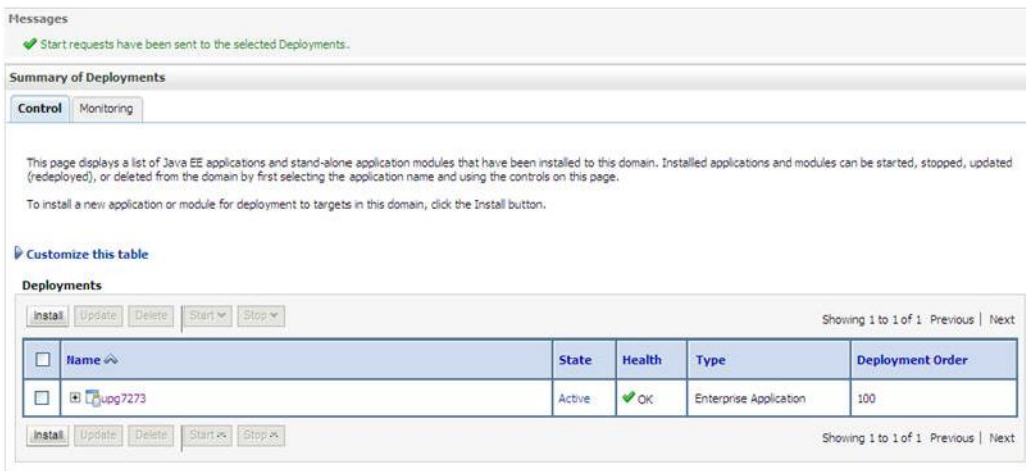 Messages
Start requests have been sent to the selected Deployments..
Summary of Deployments
Control Monitoring
This page displays a list of Java EE applications and stand-alone application modules that have been installed to this domain. Installed applications and modules can be started, stopped, updated
(redeployed), or deleted from the domain by first selecting the application name and using the controls on this page.
To install a new application or module for deployment to targets in this domain, click the Install button.
Customize this table
Deployments
Install Update Delete Start Stop Showing 1 to 1 of 1 Previous | Next
Name State Health Type Deployment Order
upg7273 Active OK Enterprise Application 100
Install Update Delete Start Stop Showing 1 to 1 of 1 Previous | Next